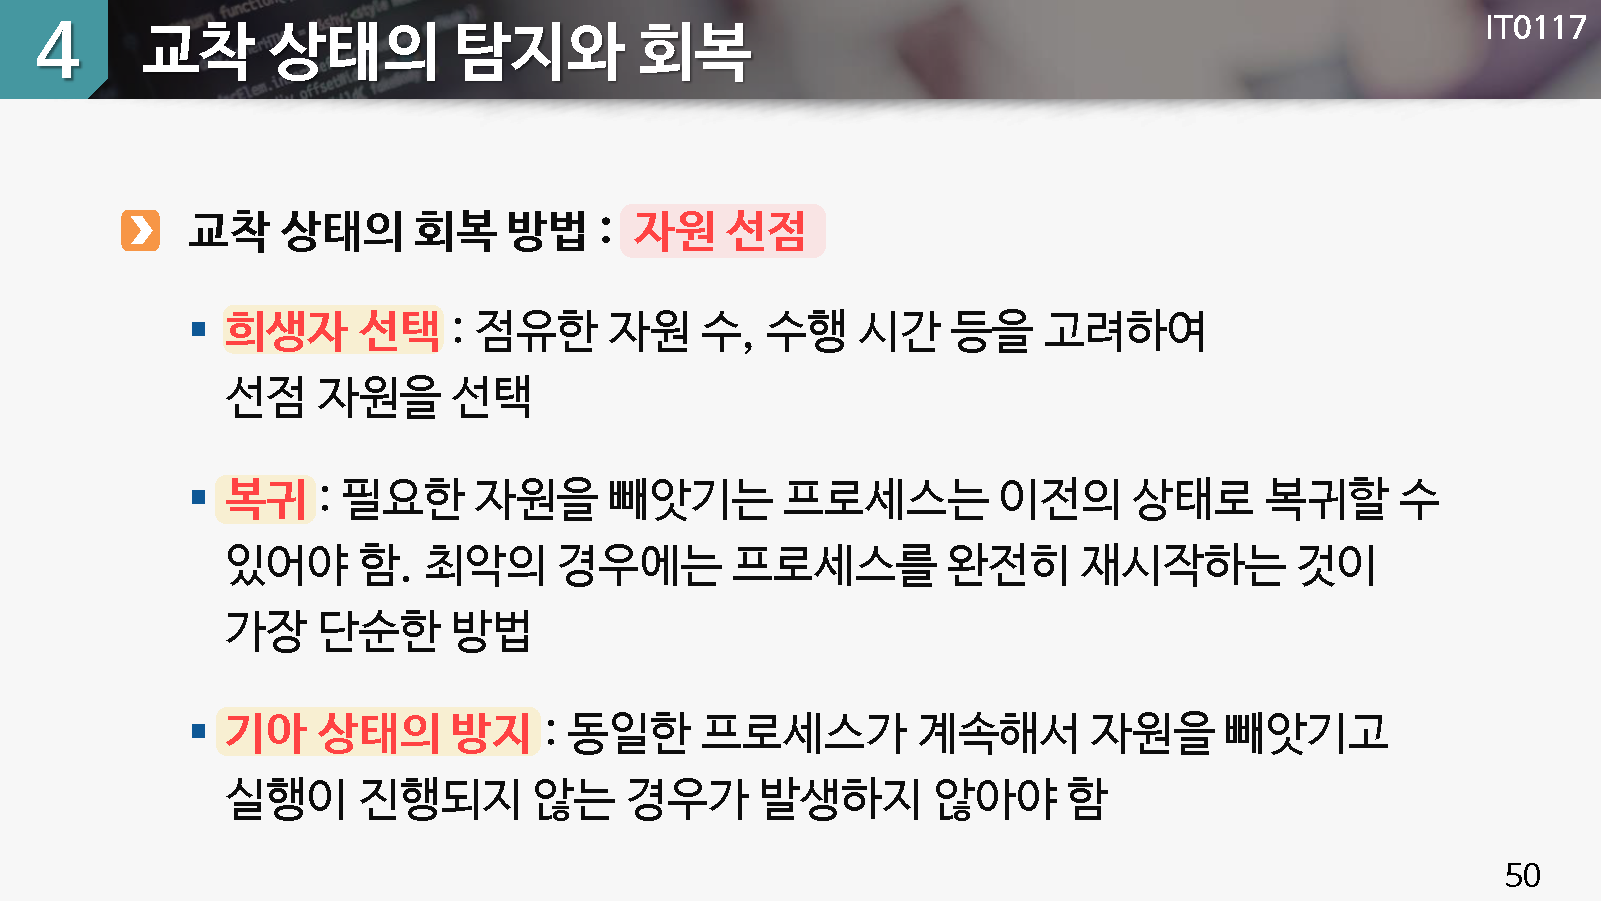 4 교착 상태의 탐지와 회복
IT0117
교착 상태의 회복 방법 : 자원 선점
희생자 선택 : 점유한 자원 수, 수행 시간 등을 고려하여
선점 자원을 선택
복귀 : 필요한 자원을 빼앗기는 프로세스는 이전의 상태로 복귀할 수
있어야 함. 최악의 경우에는 프로세스를 완전히 재시작하는 것이
가장 단순한 방법
기아 상태의 방지 : 동일한 프로세스가 계속해서 자원을 빼앗기고
실행이 진행되지 않는 경우가 발생하지 않아야 함
50